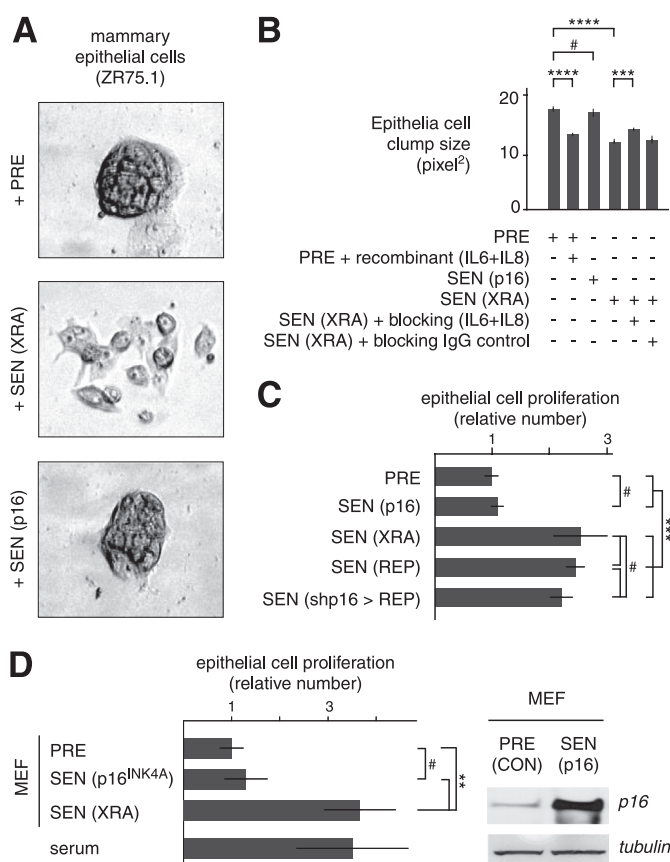 A
mammary
epithelial cells
(ZR75.1)
+ PRE
+ SEN (XRA)
+ SEN (p16)
B
****
#
**** ***
Epithelia cell
clump size
(pixel²)
20
10
0
PRE + + - - - -
PRE + recombinant (IL6+IL8) - + - - - -
SEN (p16) - - + - - -
SEN (XRA) - - - + + +
SEN (XRA) + blocking (IL6+IL8) - - - - + -
SEN (XRA) + blocking IgG control - - - - - +
C
epithelial cell proliferation
(relative number)
1 3
PRE
SEN (p16)
SEN (XRA)
SEN (REP)
SEN (shp16 > REP)
#
#
***
D
epithelial cell proliferation
(relative number)
1 3
MEF
PRE
SEN (p16INK4A)
SEN (XRA)
serum
#
**
MEF
PRE
(CON)
SEN
(p16)
p16
tubulin